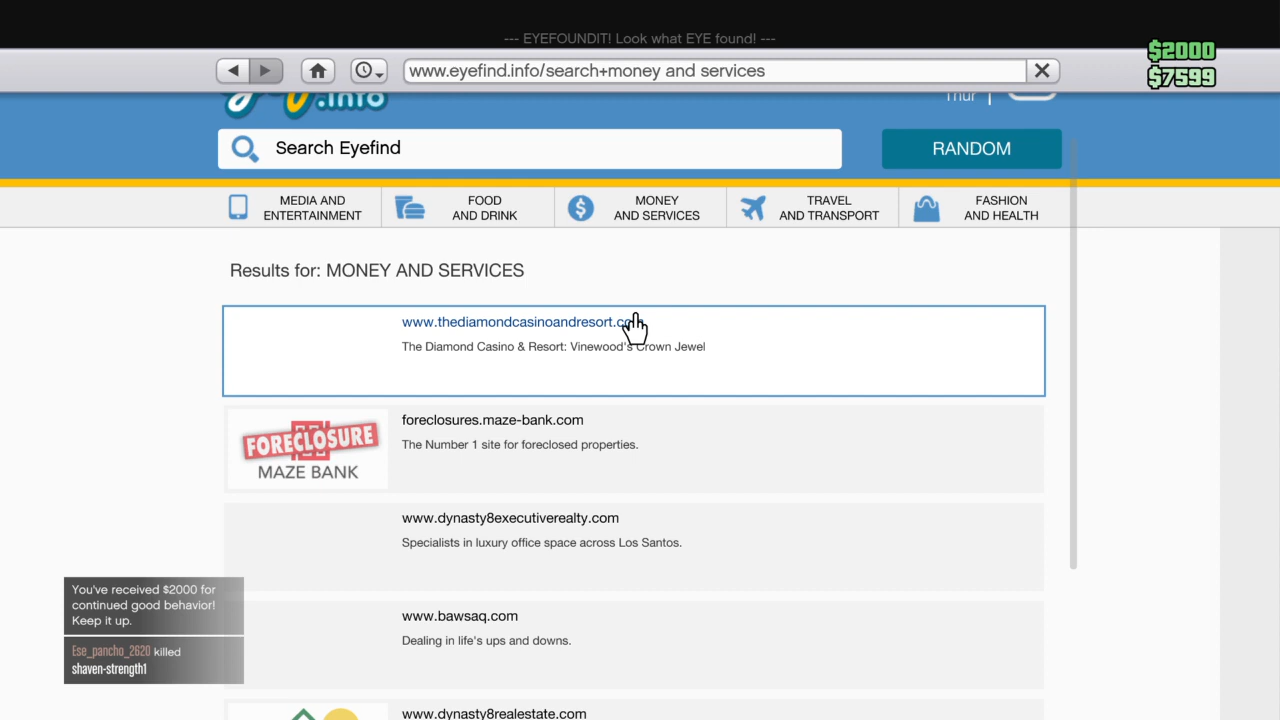 --- EYEFOUNDIT! Look what EYE found! ---
$2000
$7599
www.eyefind.info/search+money and services
.info
Thur
Search Eyefind
RANDOM
MEDIA AND
ENTERTAINMENT
FOOD
AND DRINK
MONEY
AND SERVICES
TRAVEL
AND TRANSPORT
FASHION
AND HEALTH
Results for: MONEY AND SERVICES
www.thediamondcasinoandresort.com
The Diamond Casino & Resort: Vinewood's Crown Jewel
FORECLOSURE
MAZE BANK
foreclosures.maze-bank.com
The Number 1 site for foreclosed properties.
www.dynasty8executiverealty.com
Specialists in luxury office space across Los Santos.
You've received $2000 for
continued good behavior!
Keep it up.
www.bawsaq.com
Dealing in life's ups and downs.
Ese_pancho_2620 killed
shaven-strength1
www.dynasty8realestate.com